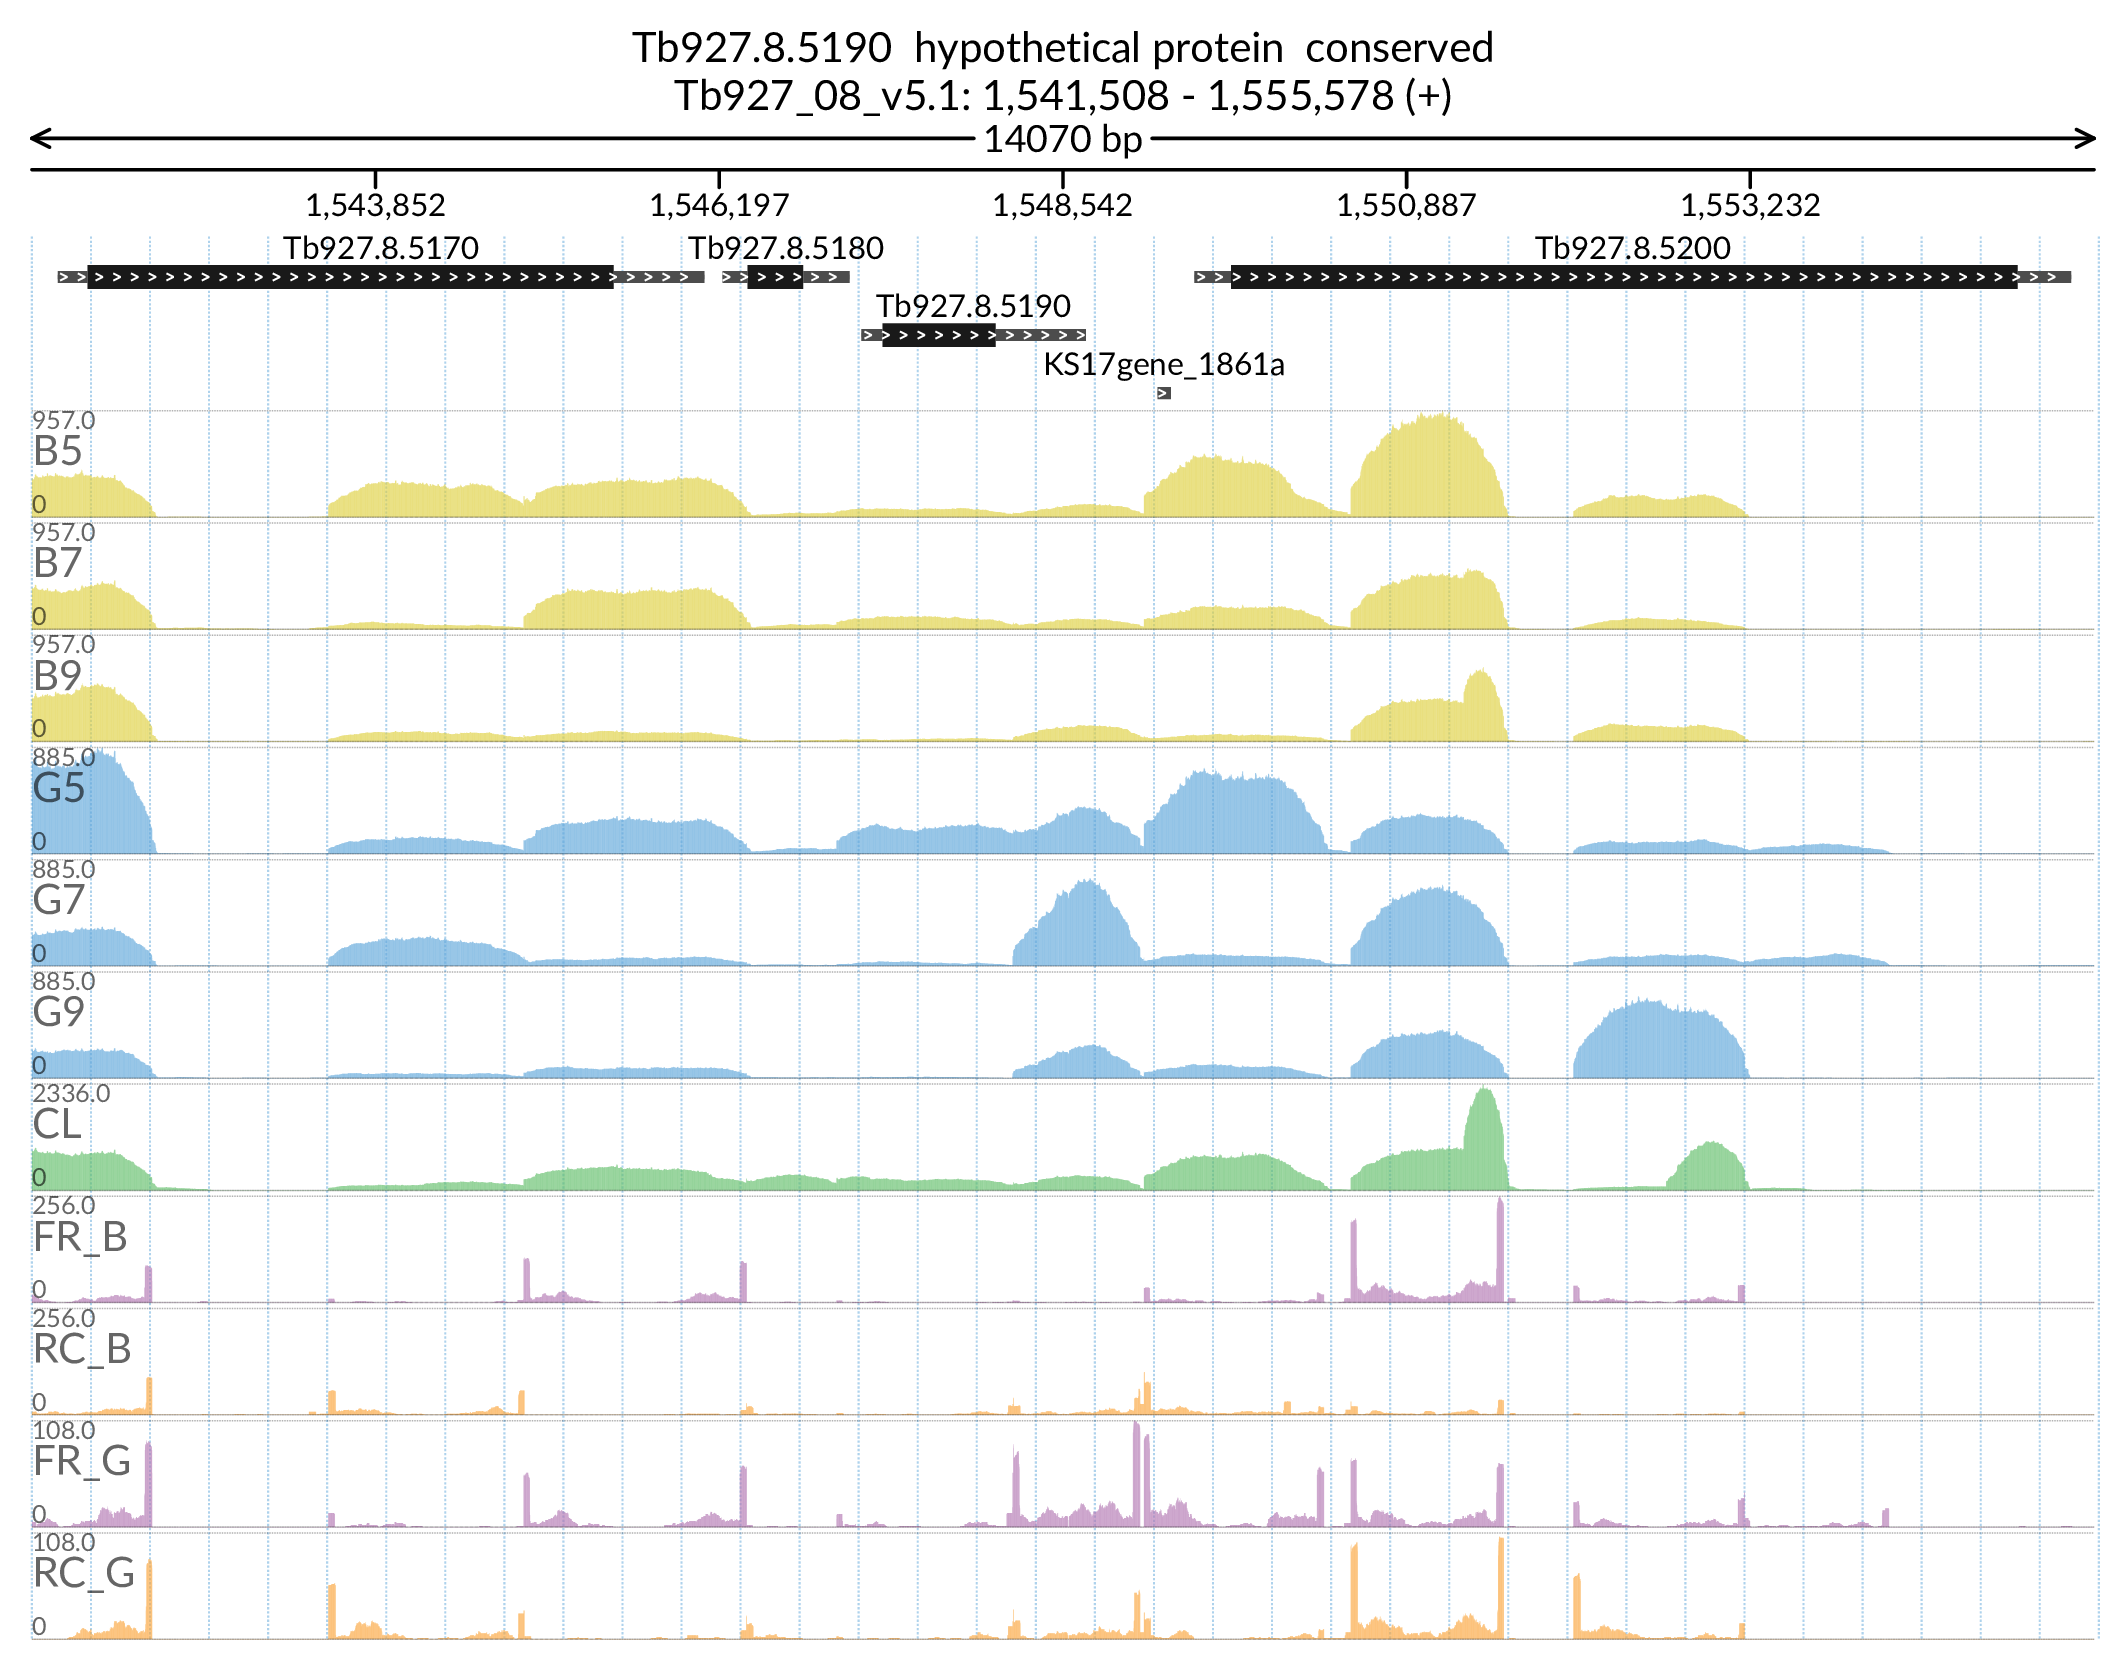 Tb927.8.5190  hypothetical protein  conserved
Tb927_08_v5.1: 1,541,508 - 1,555,578 (+)
14070 bp
1,543,852 1,546,197 1,548,542 1,550,887 1,553,232
Tb927.8.5170 Tb927.8.5180 Tb927.8.5200
Tb927.8.5190
KS17gene_1861a
957.0
B5
0
957.0
B7
0
957.0
B9
0
885.0
G5
0
885.0
G7
0
885.0
G9
0
2336.0
CL
0
256.0
FR_B
0
256.0
RC_B
0
108.0
FR_G
0
108.0
RC_G
0